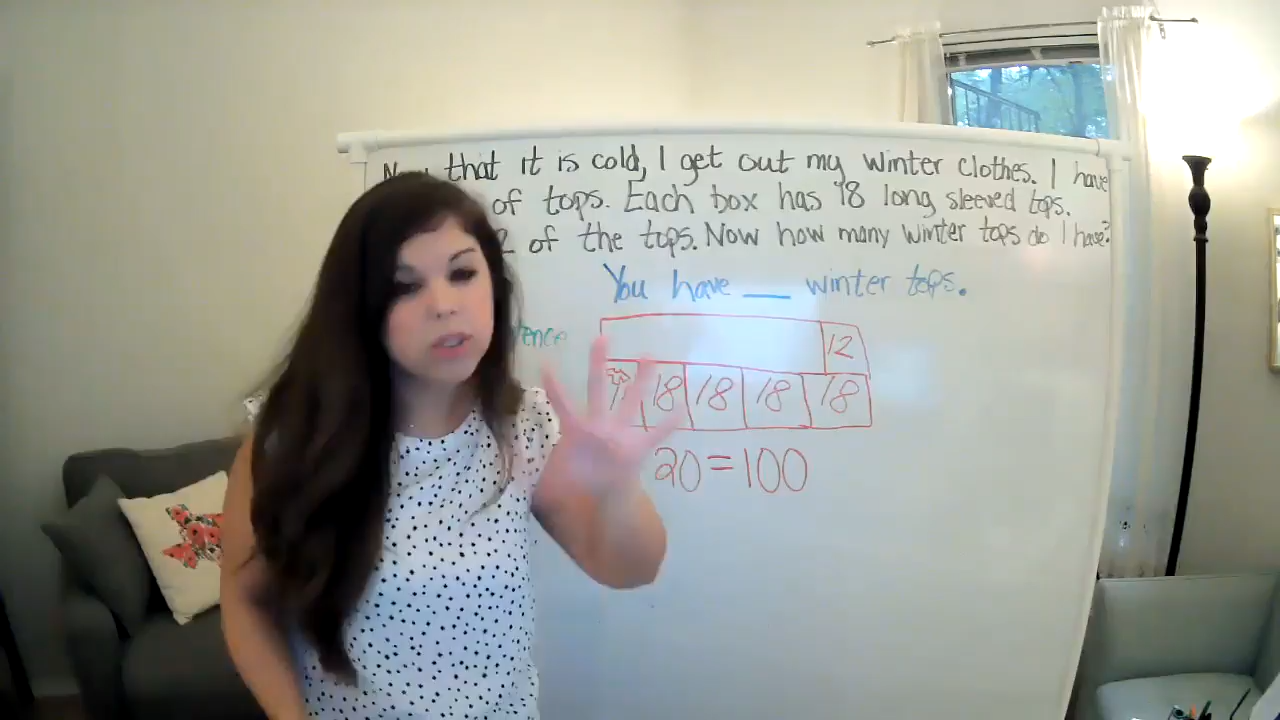 that it is cold, I get out my winter clothes. I have
of tops. Each box has 18 long sleeved tops.
2 of the tops. Now how many winter tops do I have?
You have ___ winter tops.
12
18 18 18 18
20=100